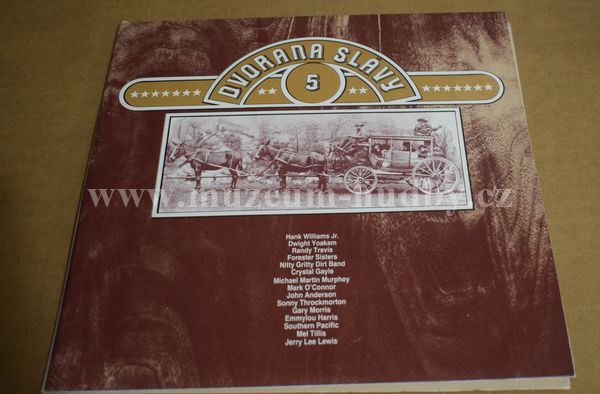 DVORANA SLAVY
5
www.muzeum-hudby.cz
Hank Williams Jr.
Dwight Yoakam
Randy Travis
Forester Sisters
Nitty Gritty Dirt Band
Crystal Gayle
Michael Martin Murphey
Mark O'Connor
John Anderson
Sonny Throckmorton
Gary Morris
Emmylou Harris
Southern Pacific
Mel Tillis
Jerry Lee Lewis